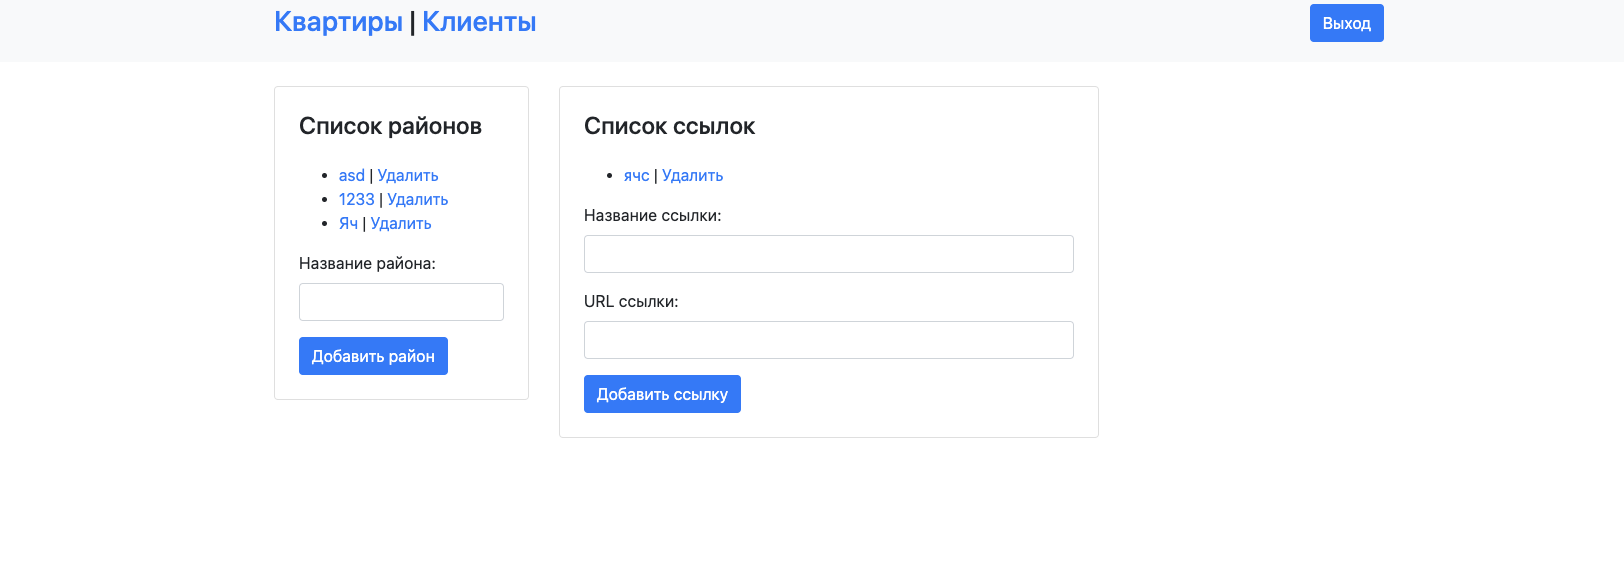 Квартиры | Клиенты
Выход
Список районов
asd | Удалить
1233 | Удалить
Яч | Удалить
Название района:
Добавить район
Список ссылок
ячс | Удалить
Название ссылки:
URL ссылки:
Добавить ссылку